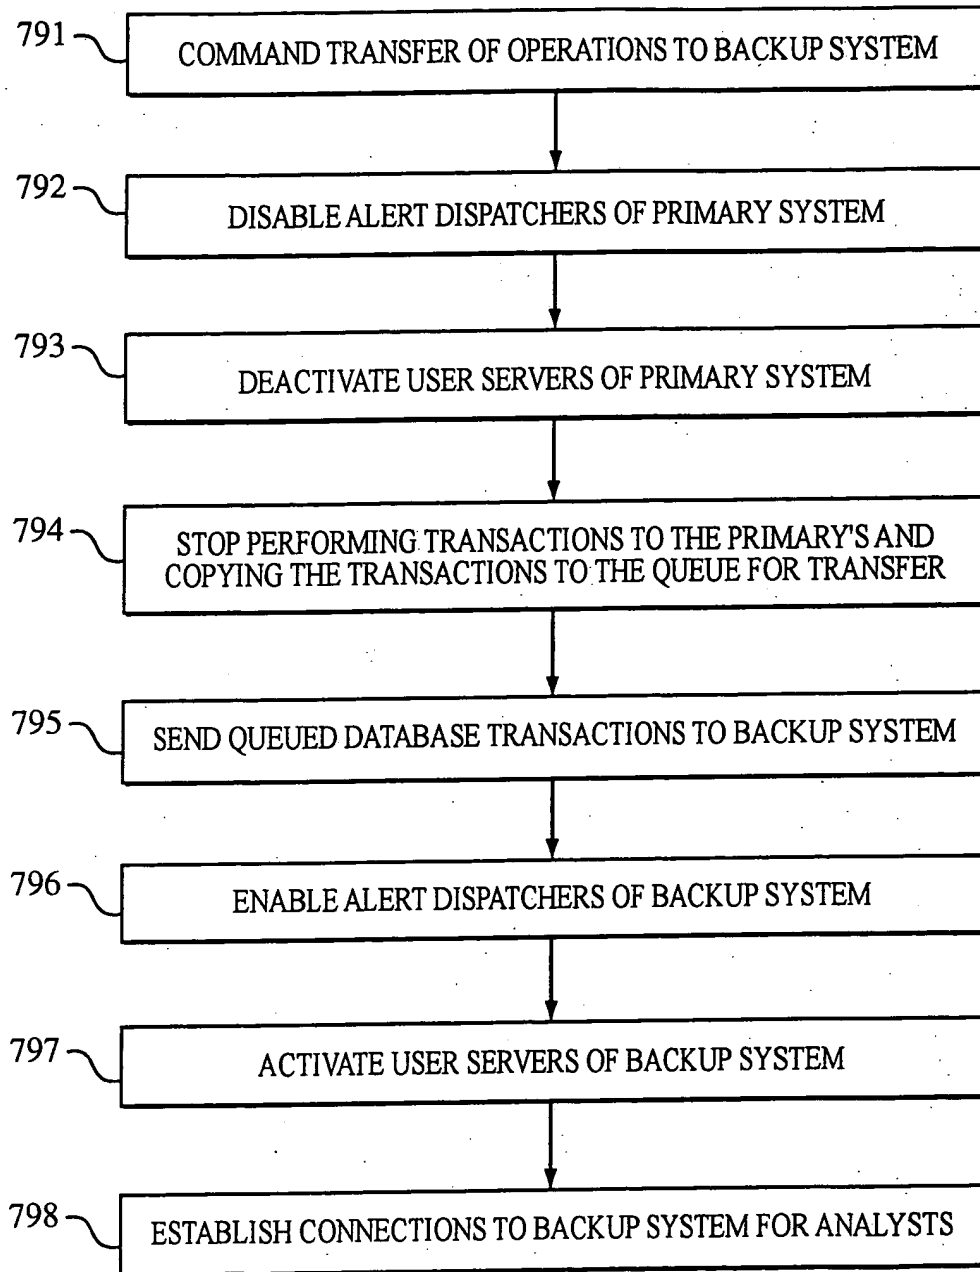 791
COMMAND TRANSFER OF OPERATIONS TO BACKUP SYSTEM
792
DISABLE ALERT DISPATCHERS OF PRIMARY SYSTEM
793
DEACTIVATE USER SERVERS OF PRIMARY SYSTEM
794
STOP PERFORMING TRANSACTIONS TO THE PRIMARY'S AND
COPYING THE TRANSACTIONS TO THE QUEUE FOR TRANSFER
795
SEND QUEUED DATABASE TRANSACTIONS TO BACKUP SYSTEM
796
ENABLE ALERT DISPATCHERS OF BACKUP SYSTEM
797
ACTIVATE USER SERVERS OF BACKUP SYSTEM
798
ESTABLISH CONNECTIONS TO BACKUP SYSTEM FOR ANALYSTS